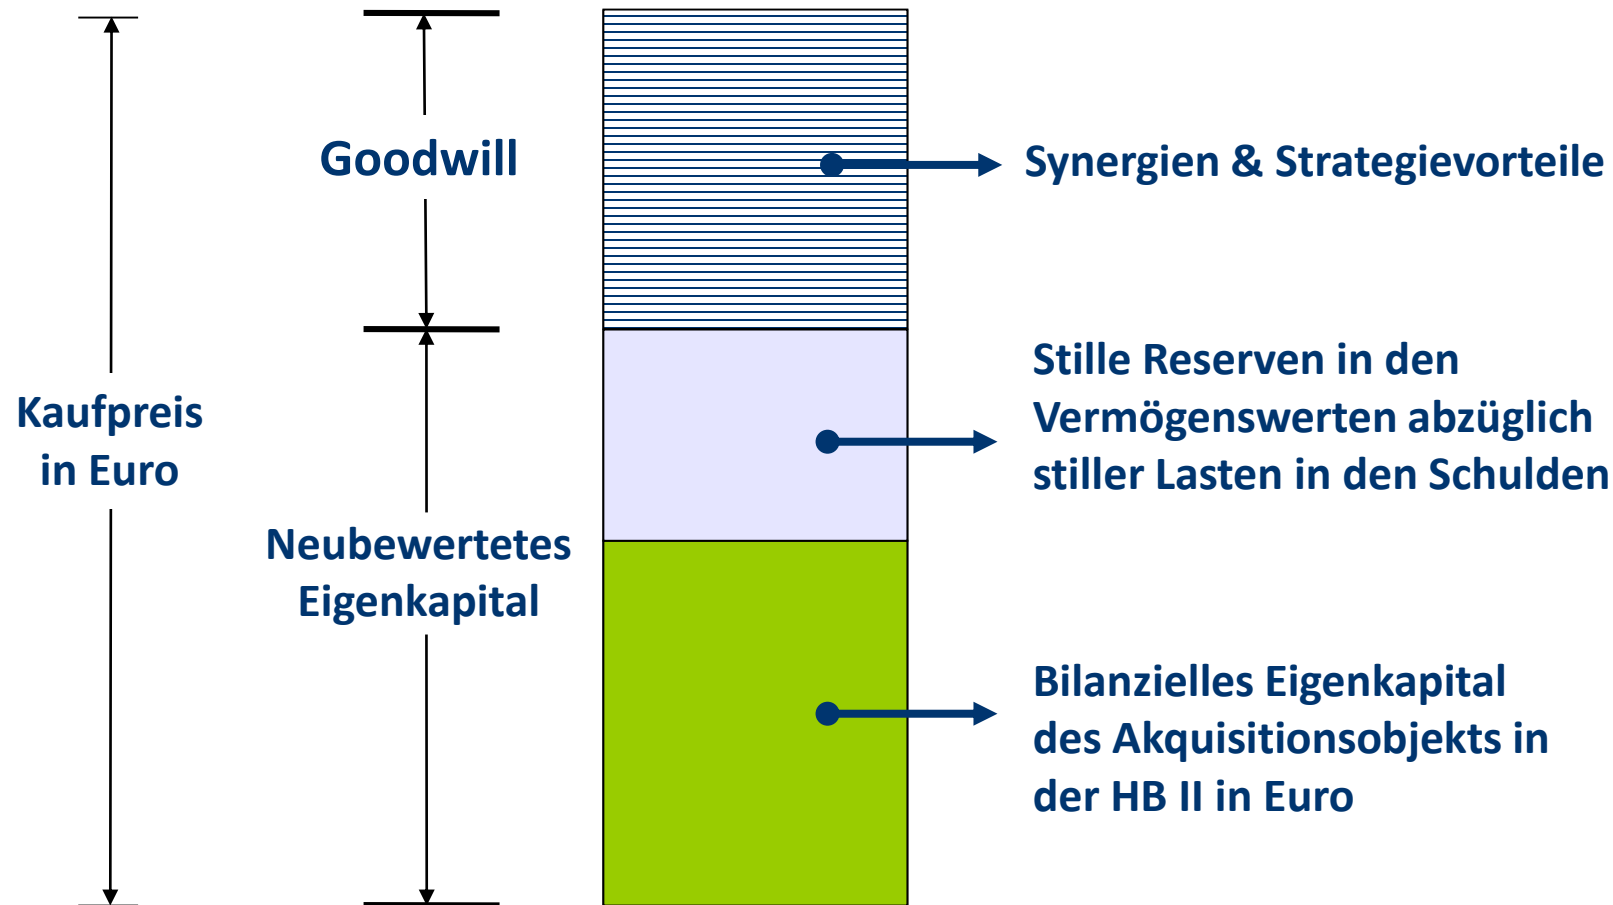 Goodwill
Synergien & Strategievorteile
Kaufpreis
in Euro
Stille Reserven in den
Vermögenswerten abzüglich
stiller Lasten in den Schulden
Neubewertetes
Eigenkapital
Bilanzielles Eigenkapital
des Akquisitionsobjekts in
der HB II in Euro